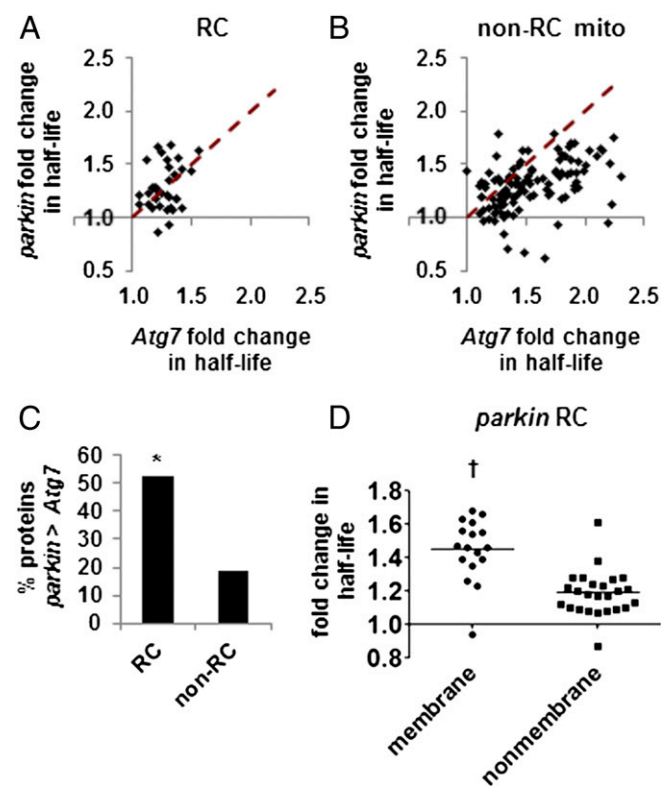 A
RC
parkin fold change
in half-life
2.5
2.0
1.5
1.0
0.5
1.0 1.5 2.0 2.5
Atg7 fold change
in half-life
B
non-RC mito
parkin fold change
in half-life
2.5
2.0
1.5
1.0
0.5
1.0 1.5 2.0 2.5
Atg7 fold change
in half-life
C
% proteins
parkin > Atg7
60
50
40
30
20
10
0
*
RC
non-RC
D
parkin RC
fold change in
half-life
†
1.8
1.6
1.4
1.2
1.0
0.8
membrane
nonmembrane